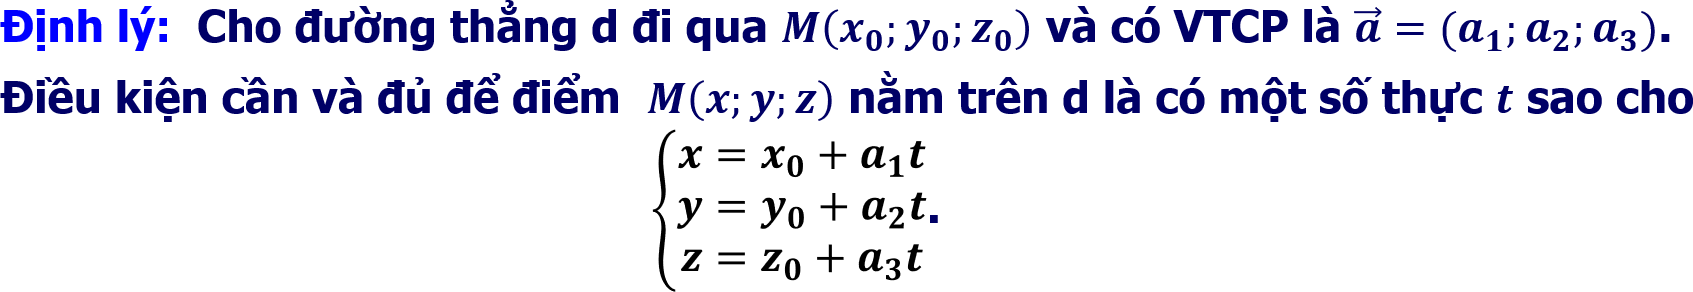 Định lý: Cho đường thẳng d đi qua M(x₀; y₀; z₀) và có VTCP là a⃗ = (a₁; a₂; a₃).
Điều kiện cần và đủ để điểm M(x; y; z) nằm trên d là có một số thực t sao cho
{ x = x₀ + a₁t
y = y₀ + a₂t.
z = z₀ + a₃t